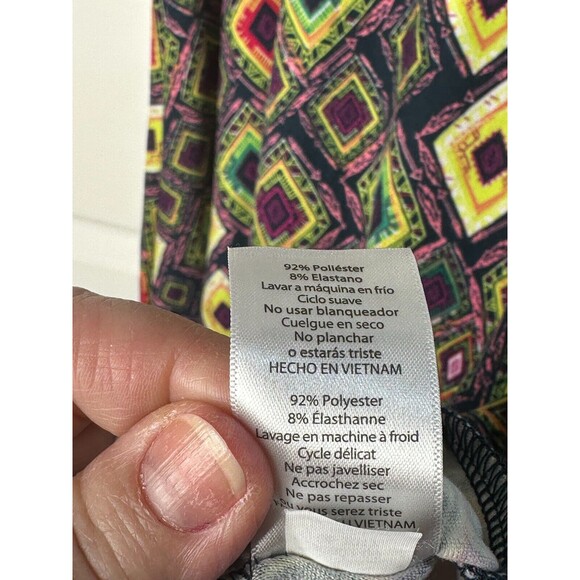 92% Poliéster
8% Elastano
Lavar a máquina en frío
Ciclo suave
No usar blanqueador
Cuelgue en seco
No planchar
o estarás triste
HECHO EN VIETNAM
92% Polyester
8% Élasthanne
Lavage en machine à froid
Cycle délicat
Ne pas javelliser
Accrochez sec
Ne pas repasser
ou vous serez triste
VIETNAM